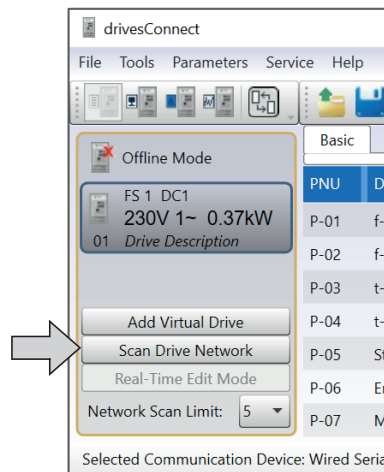 drivesConnect
File Tools Parameters Service Help
Offline Mode
Basic
FS 1 DC1
230V 1~ 0.37kW
01 Drive Description
PNU
P-01 f-
P-02 f-
P-03 t-
P-04 t-
P-05
P-06
P-07
Add Virtual Drive
Scan Drive Network
Real-Time Edit Mode
Network Scan Limit: 5
Selected Communication Device: Wired Seria